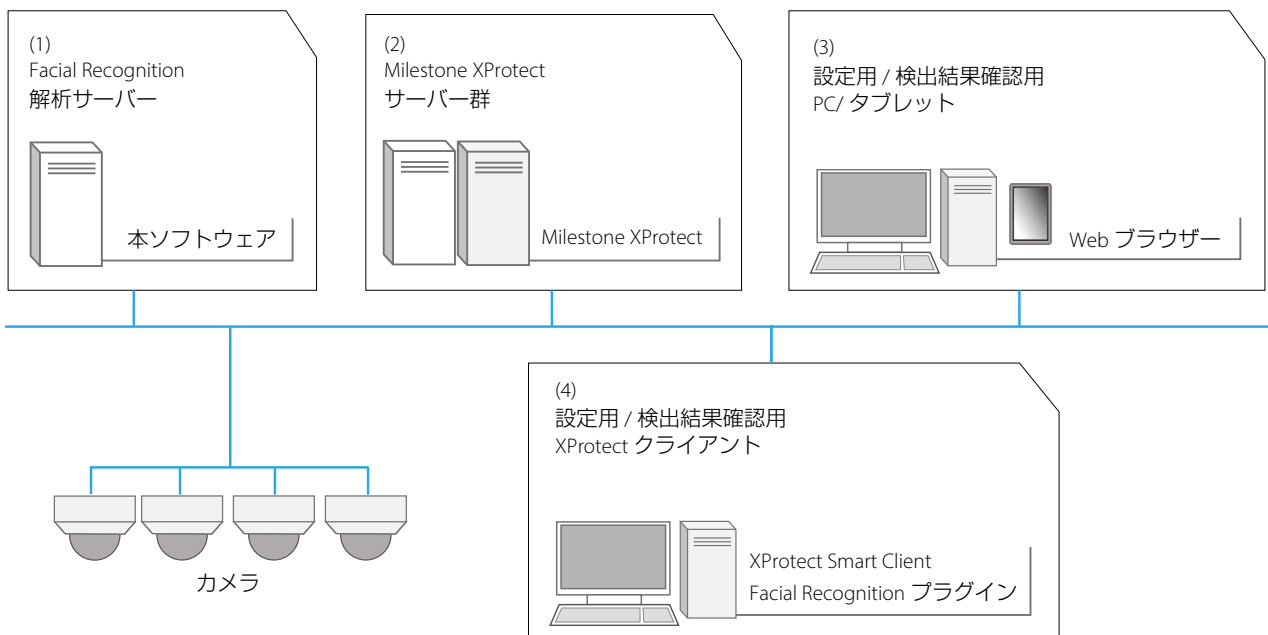 (1)
Facial Recognition
解析サーバー
本ソフトウェア
(2)
Milestone XProtect
サーバー群
Milestone XProtect
(3)
設定用 / 検出結果確認用
PC/ タブレット
Web ブラウザー
(4)
設定用 / 検出結果確認用
XProtect クライアント
XProtect Smart Client
Facial Recognition プラグイン
カメラ